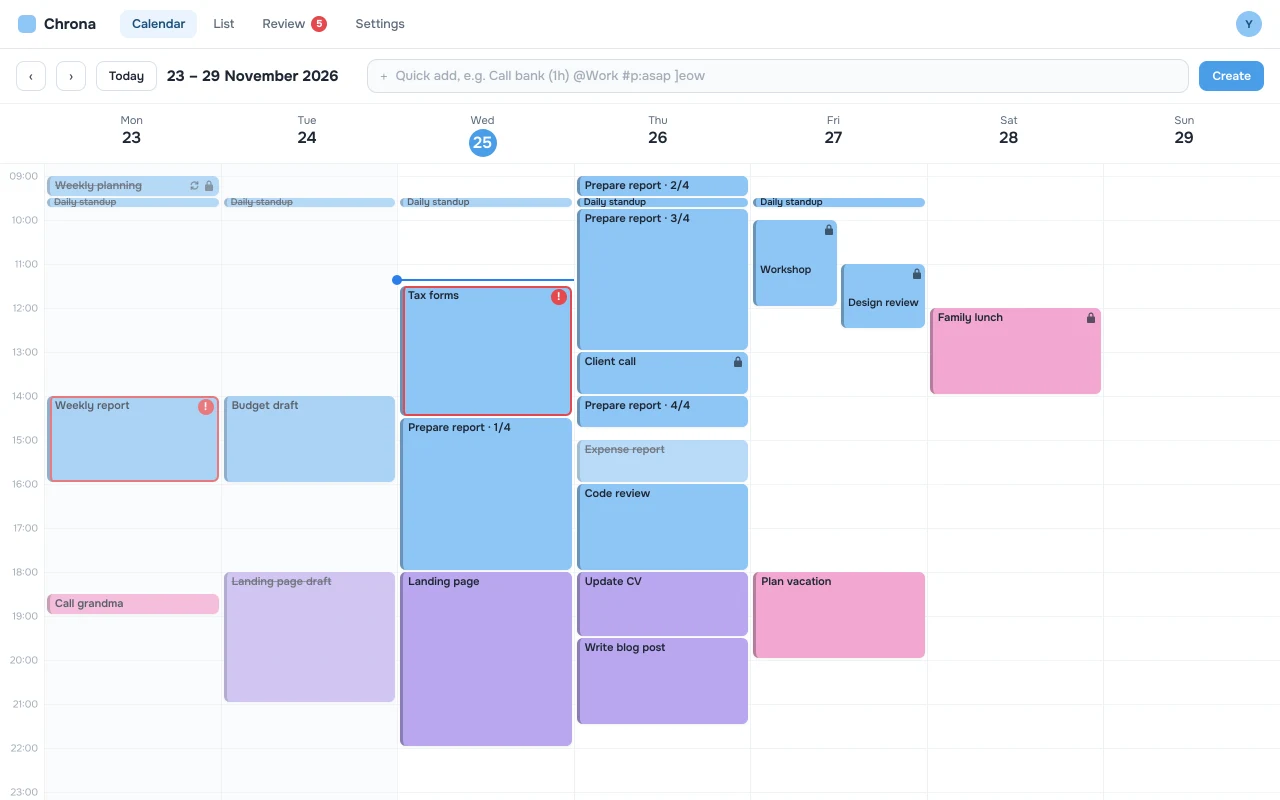 Chrona Calendar List Review 5 Settings Y
‹ › Today 23 – 29 November 2026 + Quick add, e.g. Call bank (1h) @Work #p:asap ]eow Create
Mon Tue Wed Thu Fri Sat Sun
23 24 25 26 27 28 29
09:00
10:00
11:00
12:00
13:00
14:00
15:00
16:00
17:00
18:00
19:00
20:00
21:00
22:00
23:00
Weekly planning
Daily standup
Weekly report !
Call grandma
Daily standup
Budget draft
Landing page draft
Daily standup
Tax forms !
Prepare report · 1/4
Landing page
Prepare report · 2/4
Daily standup
Prepare report · 3/4
Client call
Prepare report · 4/4
Expense report
Code review
Update CV
Write blog post
Daily standup
Workshop
Design review
Plan vacation
Family lunch